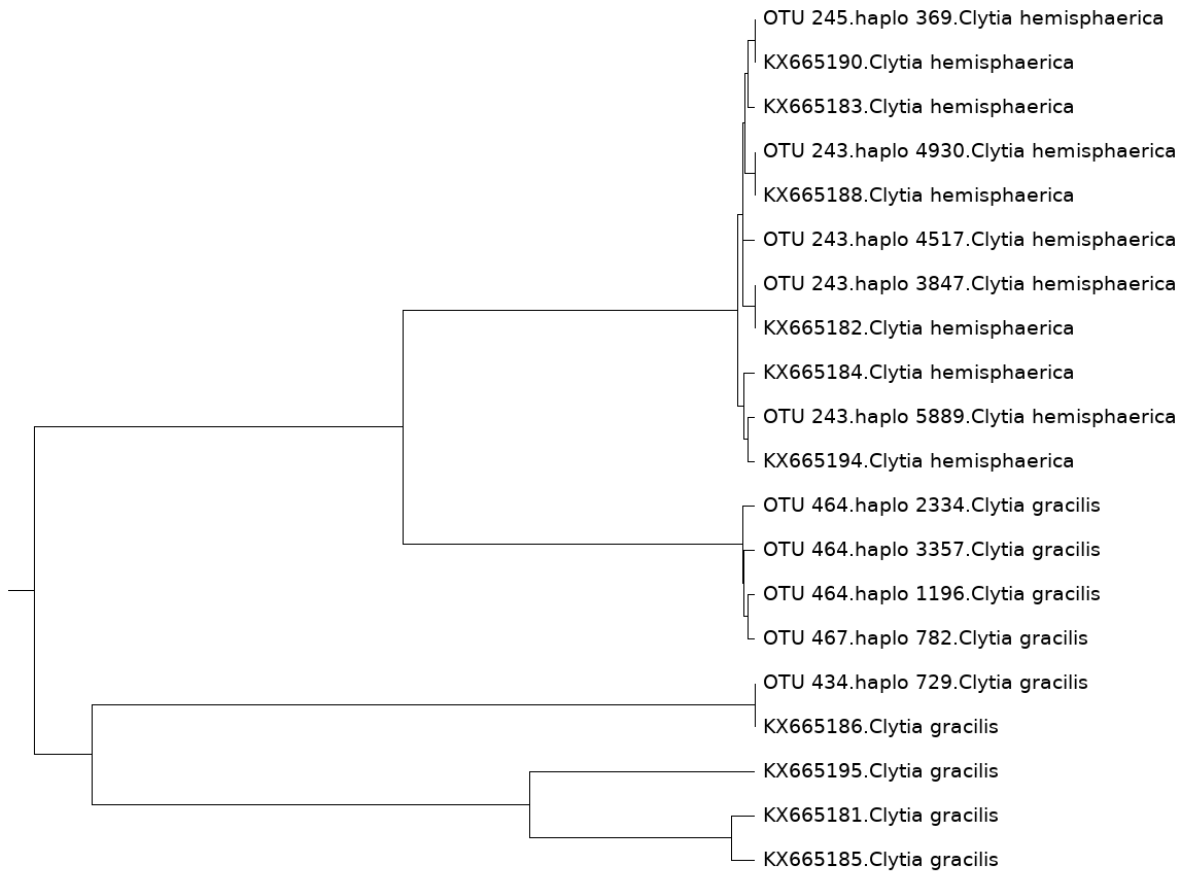 OTU 245.haplo 369.Clytia hemisphaerica
KX665190.Clytia hemisphaerica
KX665183.Clytia hemisphaerica
OTU 243.haplo 4930.Clytia hemisphaerica
KX665188.Clytia hemisphaerica
OTU 243.haplo 4517.Clytia hemisphaerica
OTU 243.haplo 3847.Clytia hemisphaerica
KX665182.Clytia hemisphaerica
KX665184.Clytia hemisphaerica
OTU 243.haplo 5889.Clytia hemisphaerica
KX665194.Clytia hemisphaerica
OTU 464.haplo 2334.Clytia gracilis
OTU 464.haplo 3357.Clytia gracilis
OTU 464.haplo 1196.Clytia gracilis
OTU 467.haplo 782.Clytia gracilis
OTU 434.haplo 729.Clytia gracilis
KX665186.Clytia gracilis
KX665195.Clytia gracilis
KX665181.Clytia gracilis
KX665185.Clytia gracilis